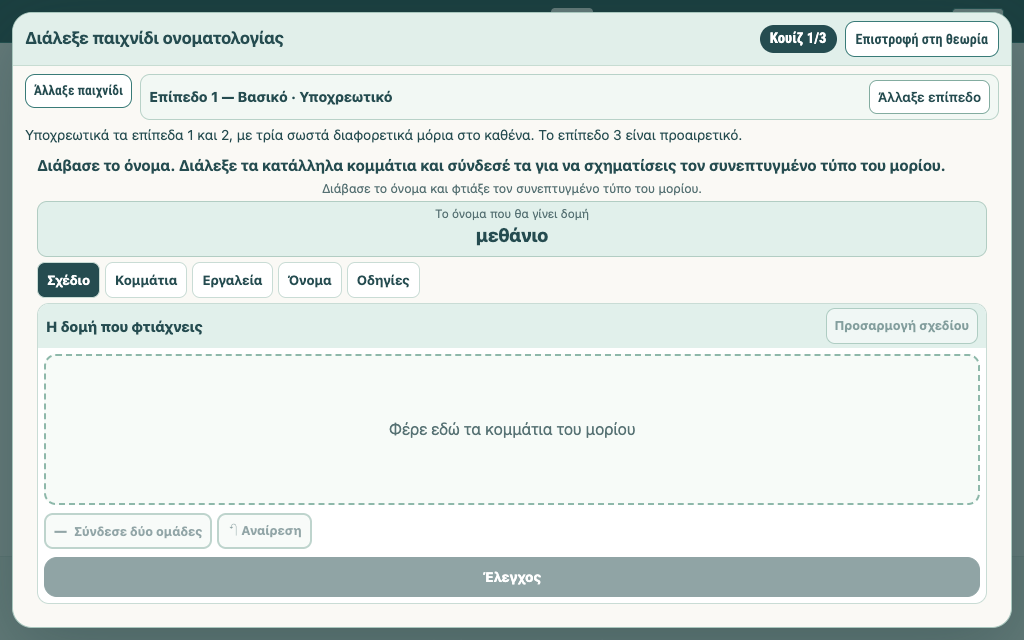 Διάλεξε παιχνίδι ονοματολογίας
Κουίζ 1/3
Επιστροφή στη θεωρία
Άλλαξε παιχνίδι
Επίπεδο 1 — Βασικό · Υποχρεωτικό
Άλλαξε επίπεδο
Υποχρεωτικά τα επίπεδα 1 και 2, με τρία σωστά διαφορετικά μόρια στο καθένα. Το επίπεδο 3 είναι προαιρετικό.
Διάβασε το όνομα. Διάλεξε τα κατάλληλα κομμάτια και σύνδεσέ τα για να σχηματίσεις τον συνεπτυγμένο τύπο του μορίου.
Διάβασε το όνομα και φτιάξε τον συνεπτυγμένο τύπο του μορίου.
Το όνομα που θα γίνει δομή
μεθάνιο
Σχέδιο
Κομμάτια
Εργαλεία
Όνομα
Οδηγίες
Η δομή που φτιάχνεις
Προσαρμογή σχεδίου
Φέρε εδώ τα κομμάτια του μορίου
— Σύνδεσε δύο ομάδες
Αναίρεση
Έλεγχος